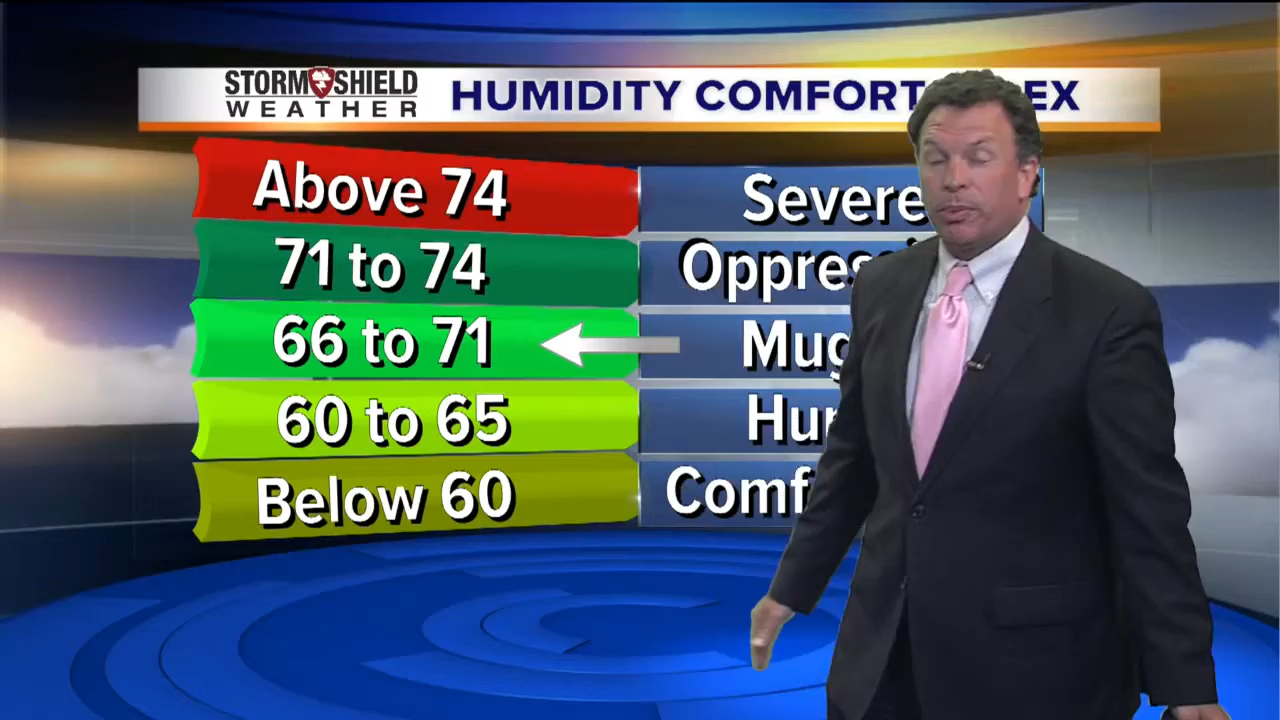 STORM SHIELD
WEATHER
HUMIDITY COMFORT
Above 74
Severe
71 to 74
66 to 71
60 to 65
Below 60